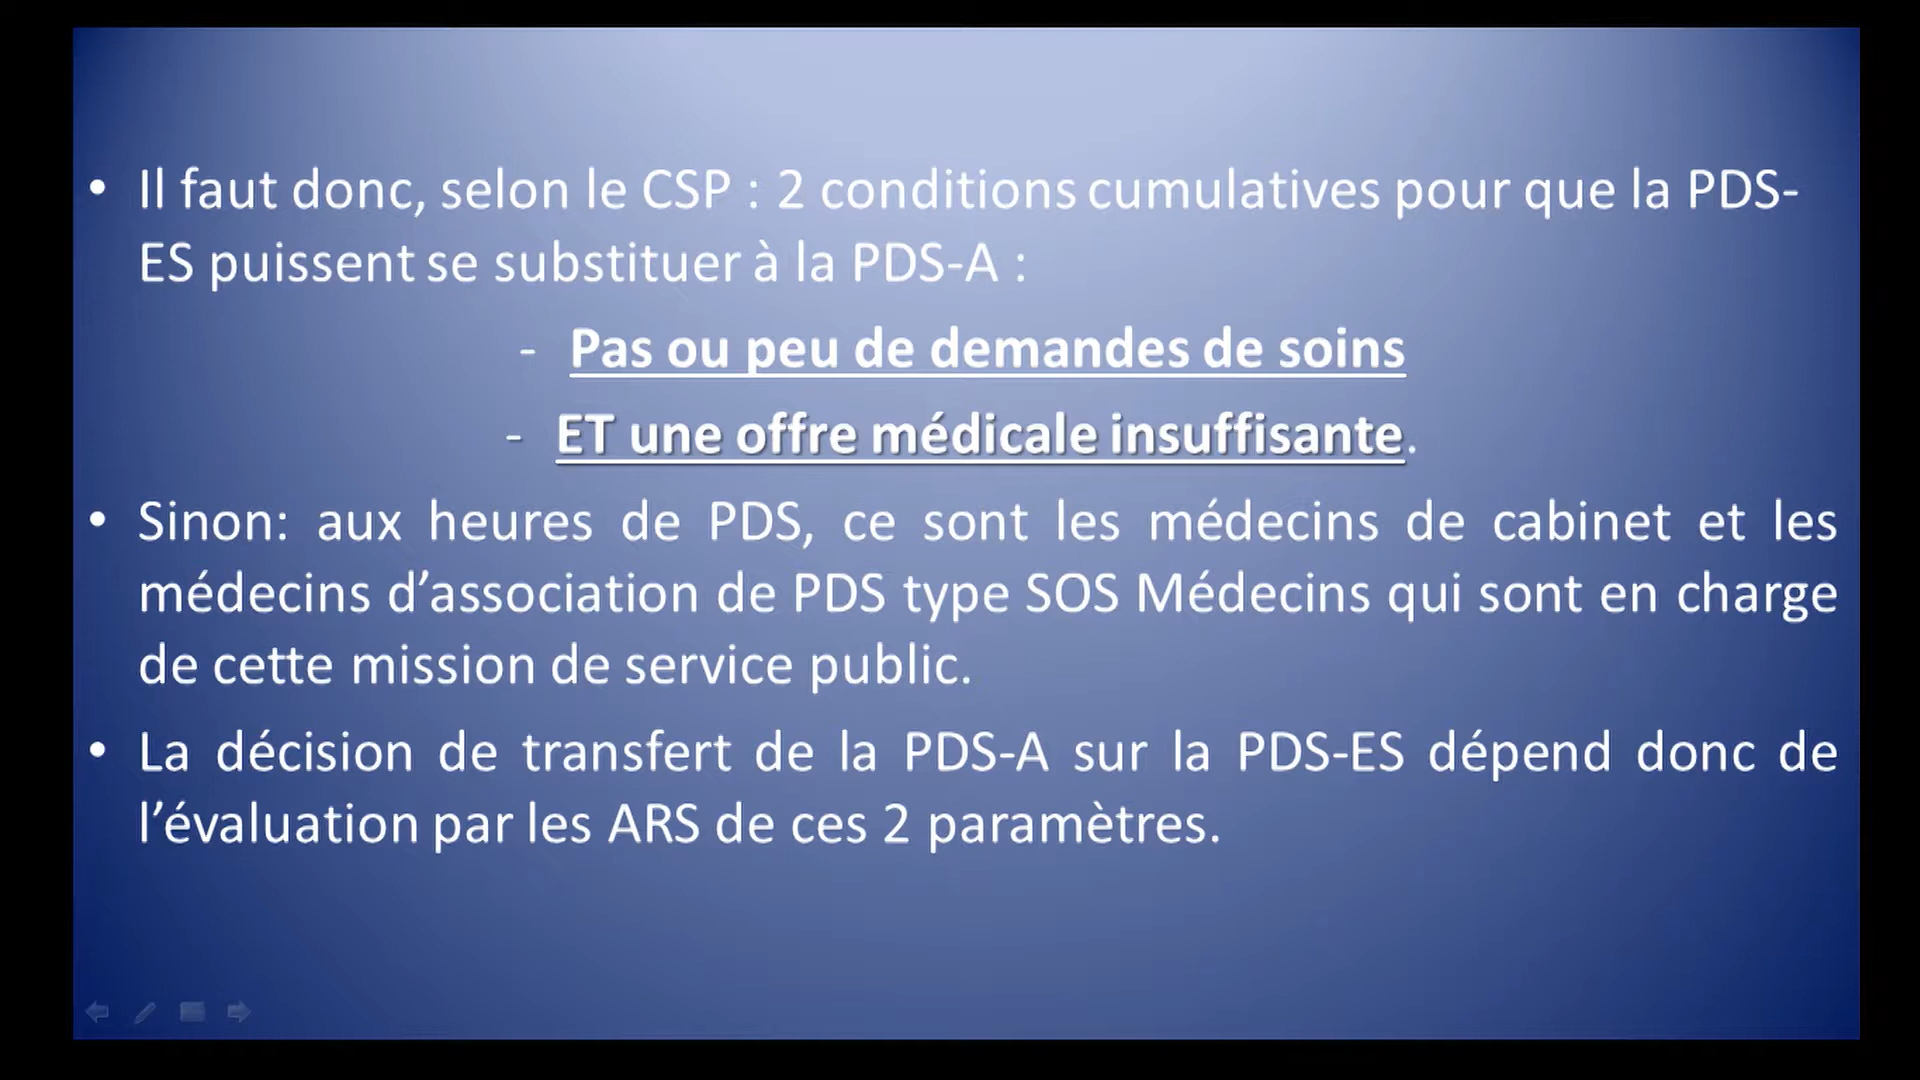 • Il faut donc, selon le CSP : 2 conditions cumulatives pour que la PDS-
ES puissent se substituer à la PDS-A :
- Pas ou peu de demandes de soins
- ET une offre médicale insuffisante.
• Sinon: aux heures de PDS, ce sont les médecins de cabinet et les
médecins d’association de PDS type SOS Médecins qui sont en charge
de cette mission de service public.
• La décision de transfert de la PDS-A sur la PDS-ES dépend donc de
l’évaluation par les ARS de ces 2 paramètres.